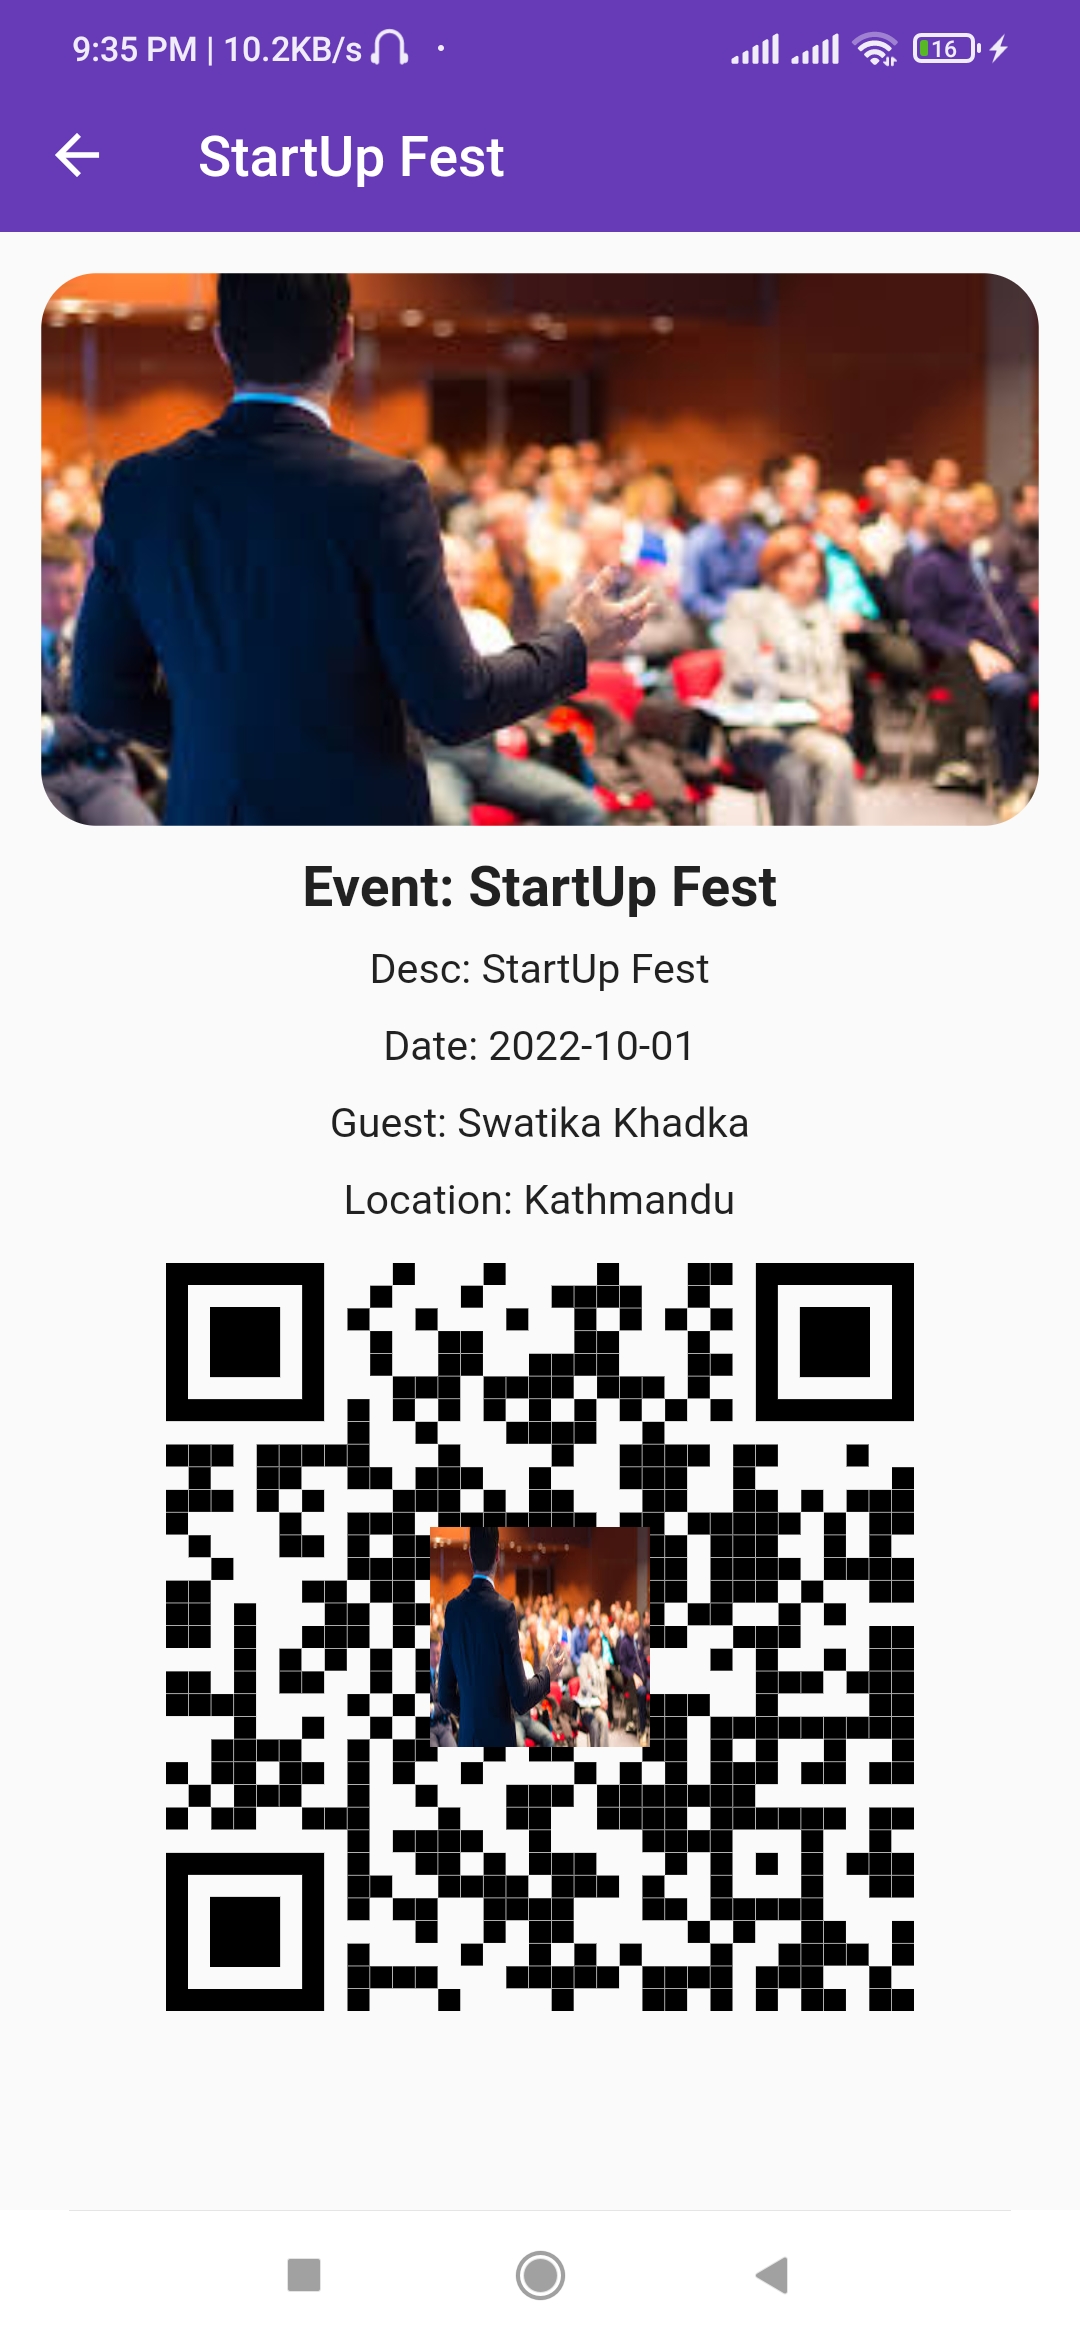 9:35 PM | 10.2KB/s
16
StartUp Fest
Event: StartUp Fest
Desc: StartUp Fest
Date: 2022-10-01
Guest: Swatika Khadka
Location: Kathmandu